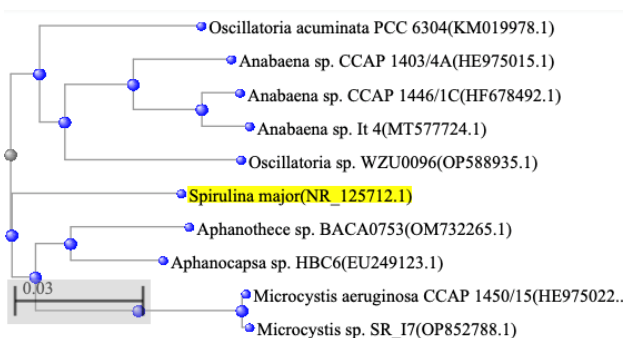 Oscillatoria acuminata PCC 6304(KM019978.1)
Anabaena sp. CCAP 1403/4A(HE975015.1)
Anabaena sp. CCAP 1446/1C(HF678492.1)
Anabaena sp. It 4(MT577724.1)
Oscillatoria sp. WZU0096(OP588935.1)
Spirulina major(NR_125712.1)
Aphanothece sp. BACA0753(OM732265.1)
Aphanocapsa sp. HBC6(EU249123.1)
0.03
Microcystis aeruginosa CCAP 1450/15(HE975022...
Microcystis sp. SR_I7(OP852788.1)